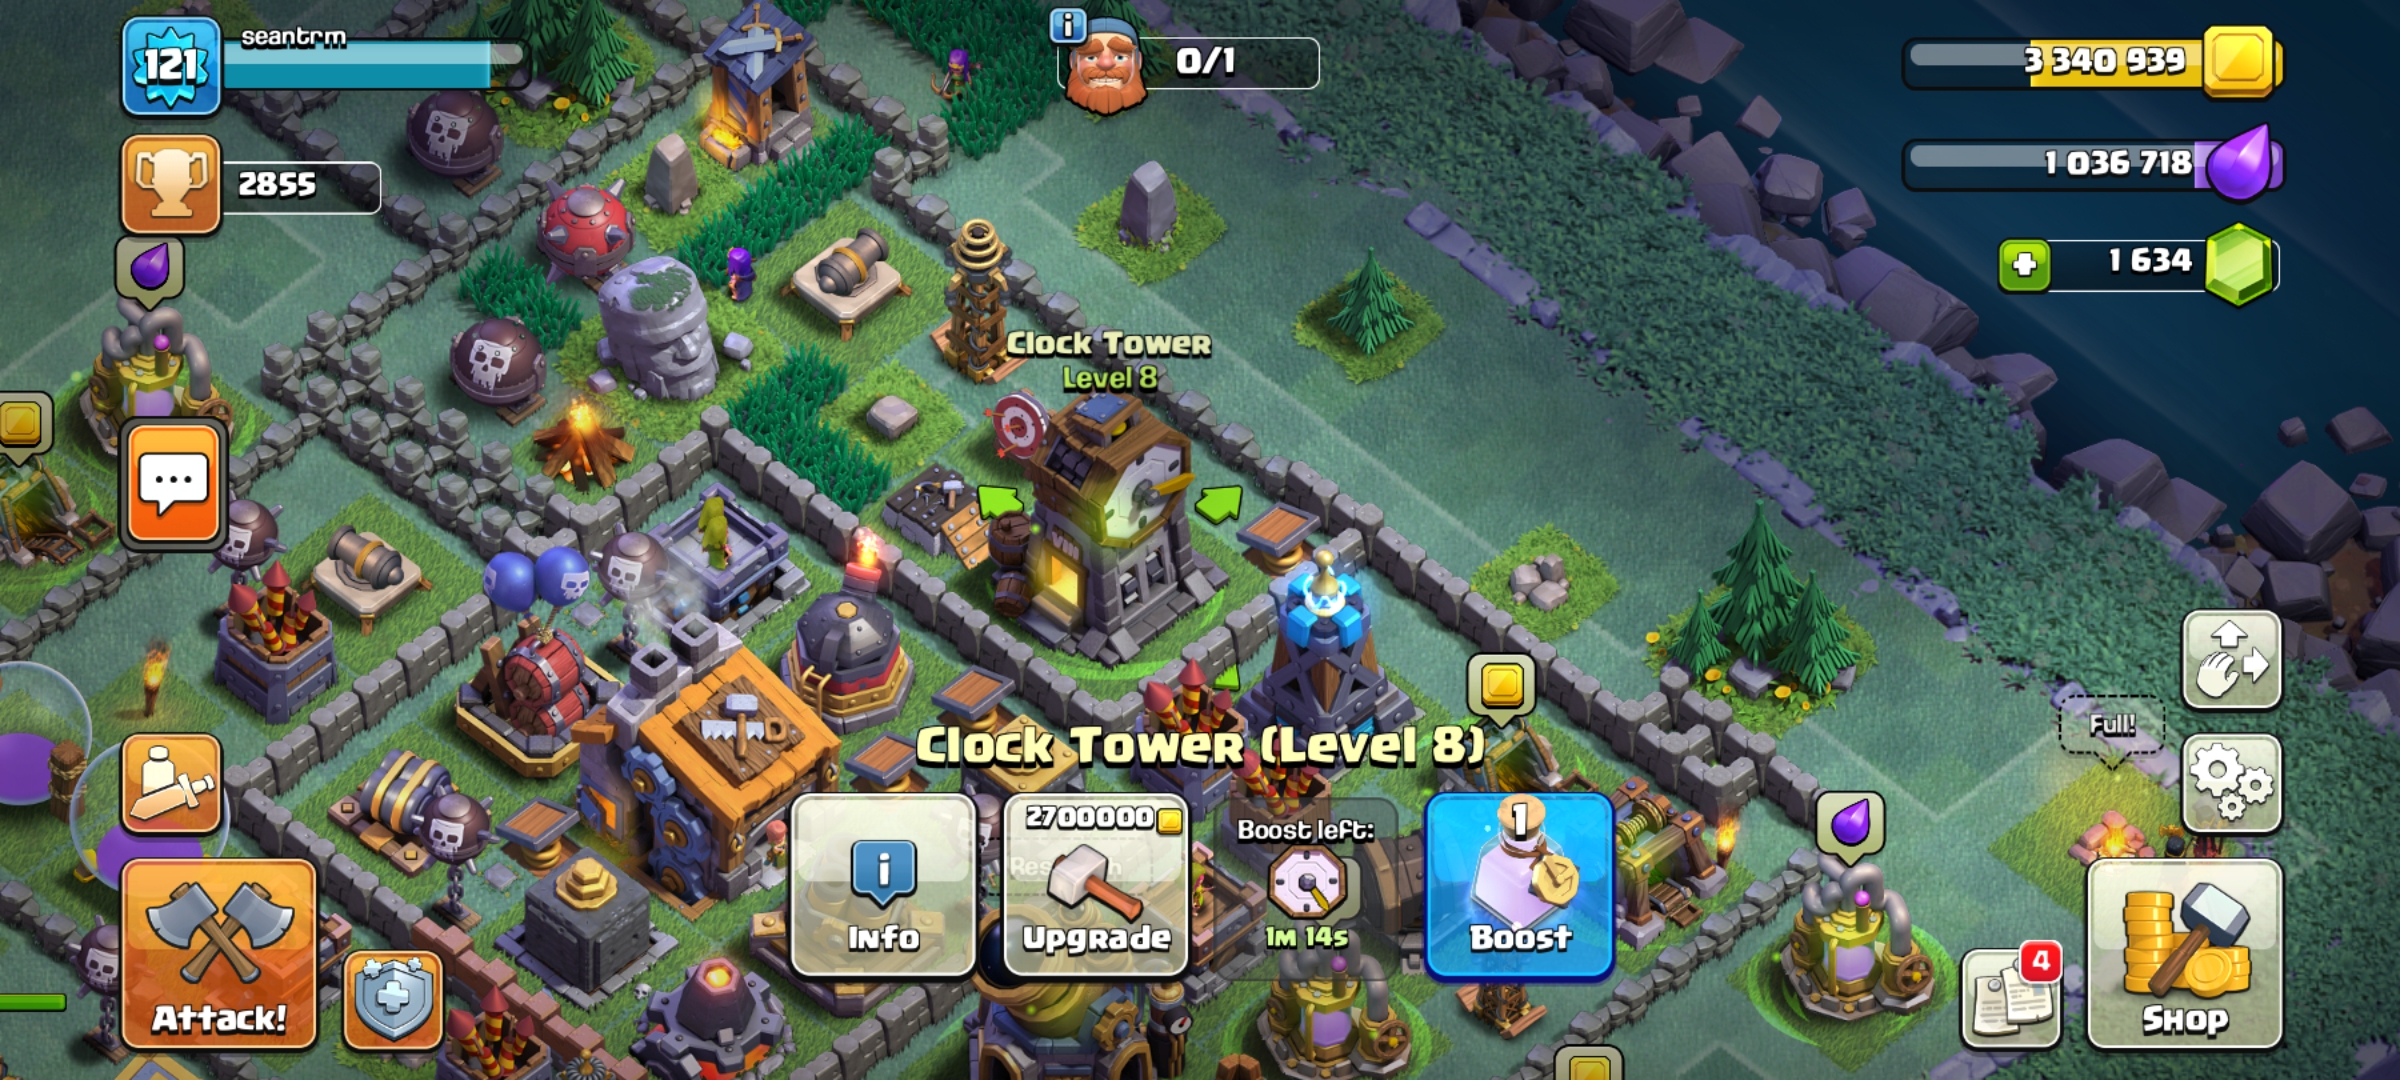 121
seantrm
0/1
3 340 939
2855
1 036 718
1 634
Clock Tower
Level 8
VIII
Full!
Clock Tower (Level 8)
Info
2700000
Upgrade
Boost left:
1m 14s
1
Boost
Attack!
4
Shop